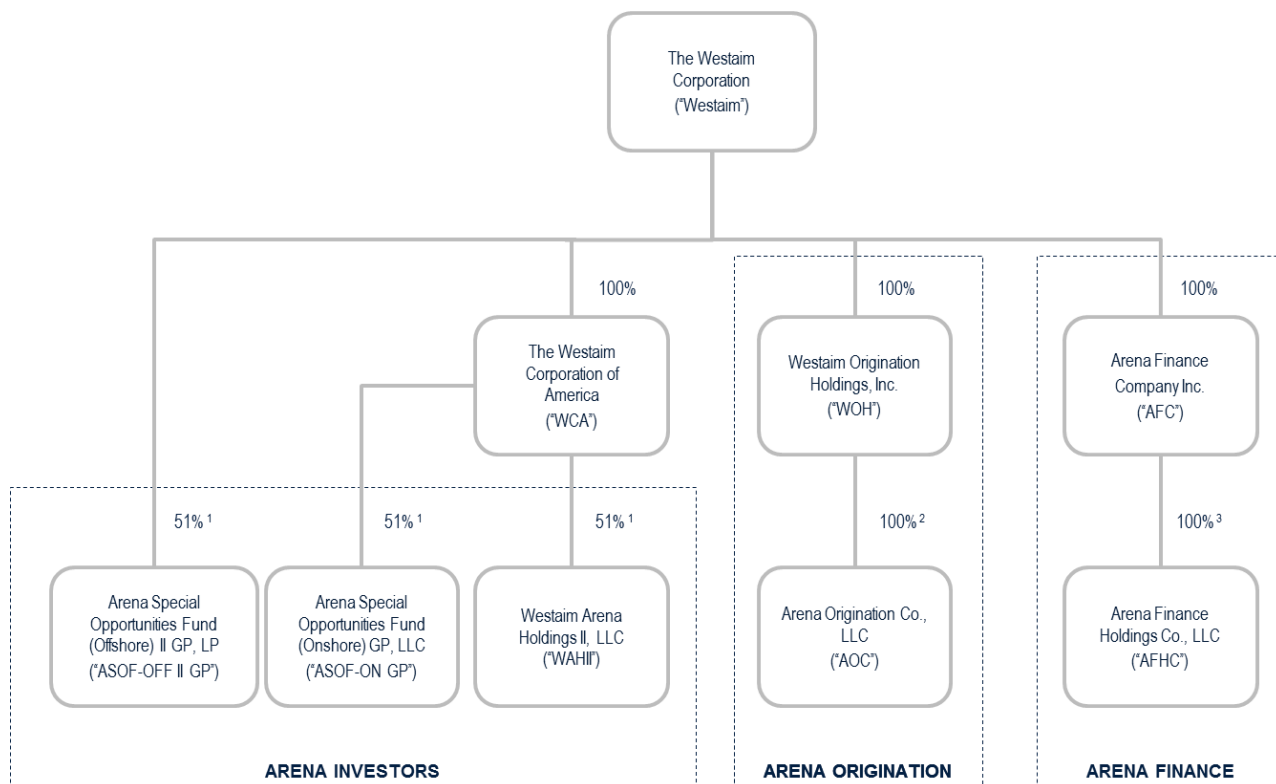 The Westaim
Corporation
(“Westaim”)
100%
100%
100%
The Westaim
Corporation of
America
(“WCA”)
Westaim Origination
Holdings, Inc.
(“WOH”)
Arena Finance
Company Inc.
(“AFC”)
51% ¹
51% ¹
51% ¹
100% ²
100% ³
Arena Special
Opportunities Fund
(Offshore) II GP, LP
(“ASOF-OFF II GP”)
Arena Special
Opportunities Fund
(Onshore) GP, LLC
(“ASOF-ON GP”)
Westaim Arena
Holdings II, LLC
(“WAHII”)
Arena Origination Co.,
LLC
(“AOC”)
Arena Finance
Holdings Co., LLC
(“AFHC”)
ARENA INVESTORS
ARENA ORIGINATION
ARENA FINANCE